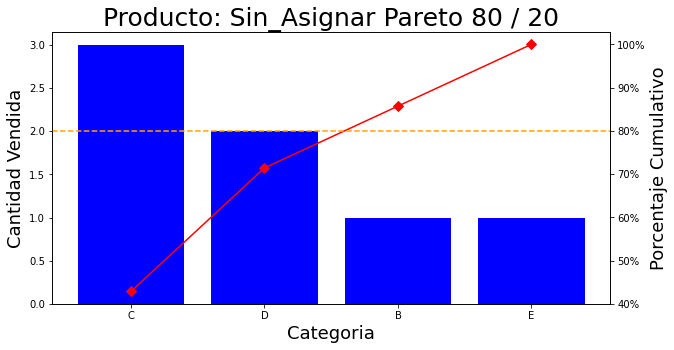 Producto: Sin_Asignar Pareto 80 / 20
Cantidad Vendida
3.0
2.5
2.0
1.5
1.0
0.5
0.0
C
D
B
E
Categoria
100%
90%
80%
70%
60%
50%
40%
Porcentaje Cumulativo